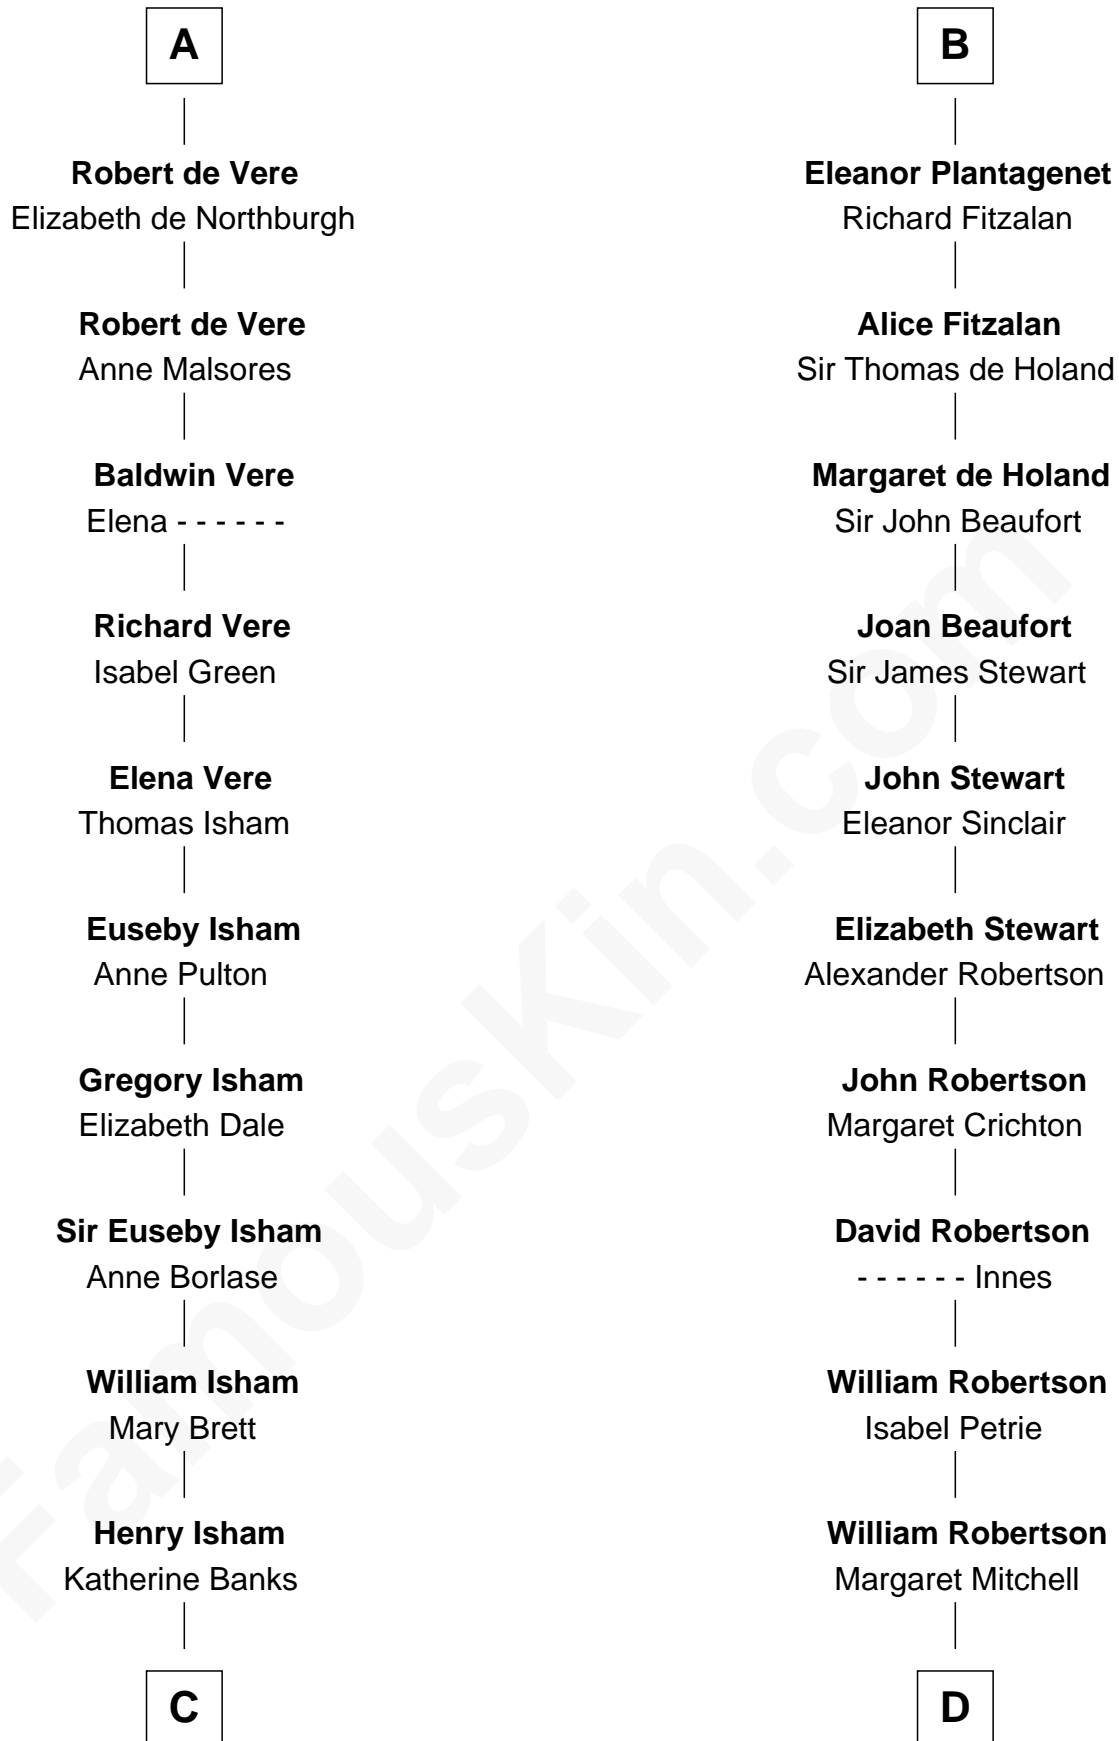 A
Robert de Vere
Elizabeth de Northburgh
Robert de Vere
Anne Malsores
Baldwin Vere
Elena - - - - - -
Richard Vere
Isabel Green
Elena Vere
Thomas Isham
Euseby Isham
Anne Pulton
Gregory Isham
Elizabeth Dale
Sir Euseby Isham
Anne Borlase
William Isham
Mary Brett
Henry Isham
Katherine Banks
C
B
Eleanor Plantagenet
Richard Fitzalan
Alice Fitzalan
Sir Thomas de Holand
Margaret de Holand
Sir John Beaufort
Joan Beaufort
Sir James Stewart
John Stewart
Eleanor Sinclair
Elizabeth Stewart
Alexander Robertson
John Robertson
Margaret Crichton
David Robertson
- - - - - - Innes
William Robertson
Isabel Petrie
William Robertson
Margaret Mitchell
D
FamousKin.com